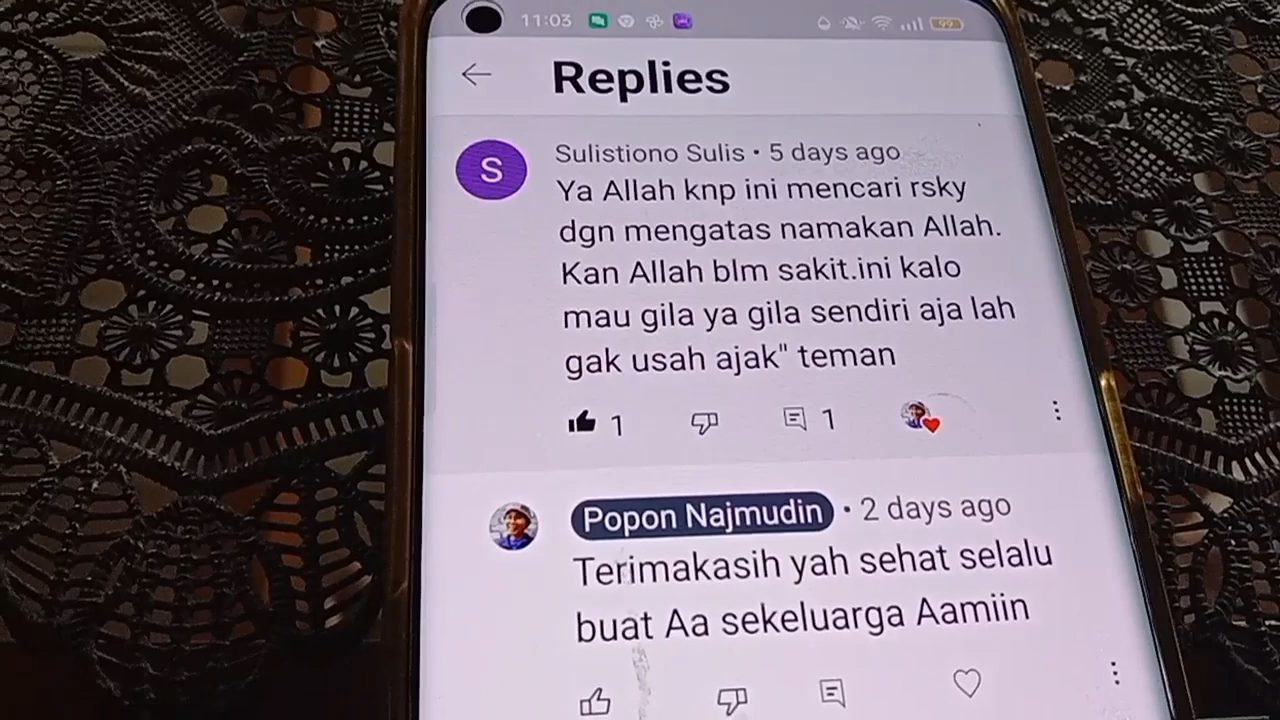 11:03
99
Replies
S
Sulistiono Sulis • 5 days ago
Ya Allah knp ini mencari rsky
dgn mengatas namakan Allah.
Kan Allah blm sakit.ini kalo
mau gila ya gila sendiri aja lah
gak usah ajak" teman
1 1
Popon Najmudin • 2 days ago
Terimakasih yah sehat selalu
buat Aa sekeluarga Aamiin